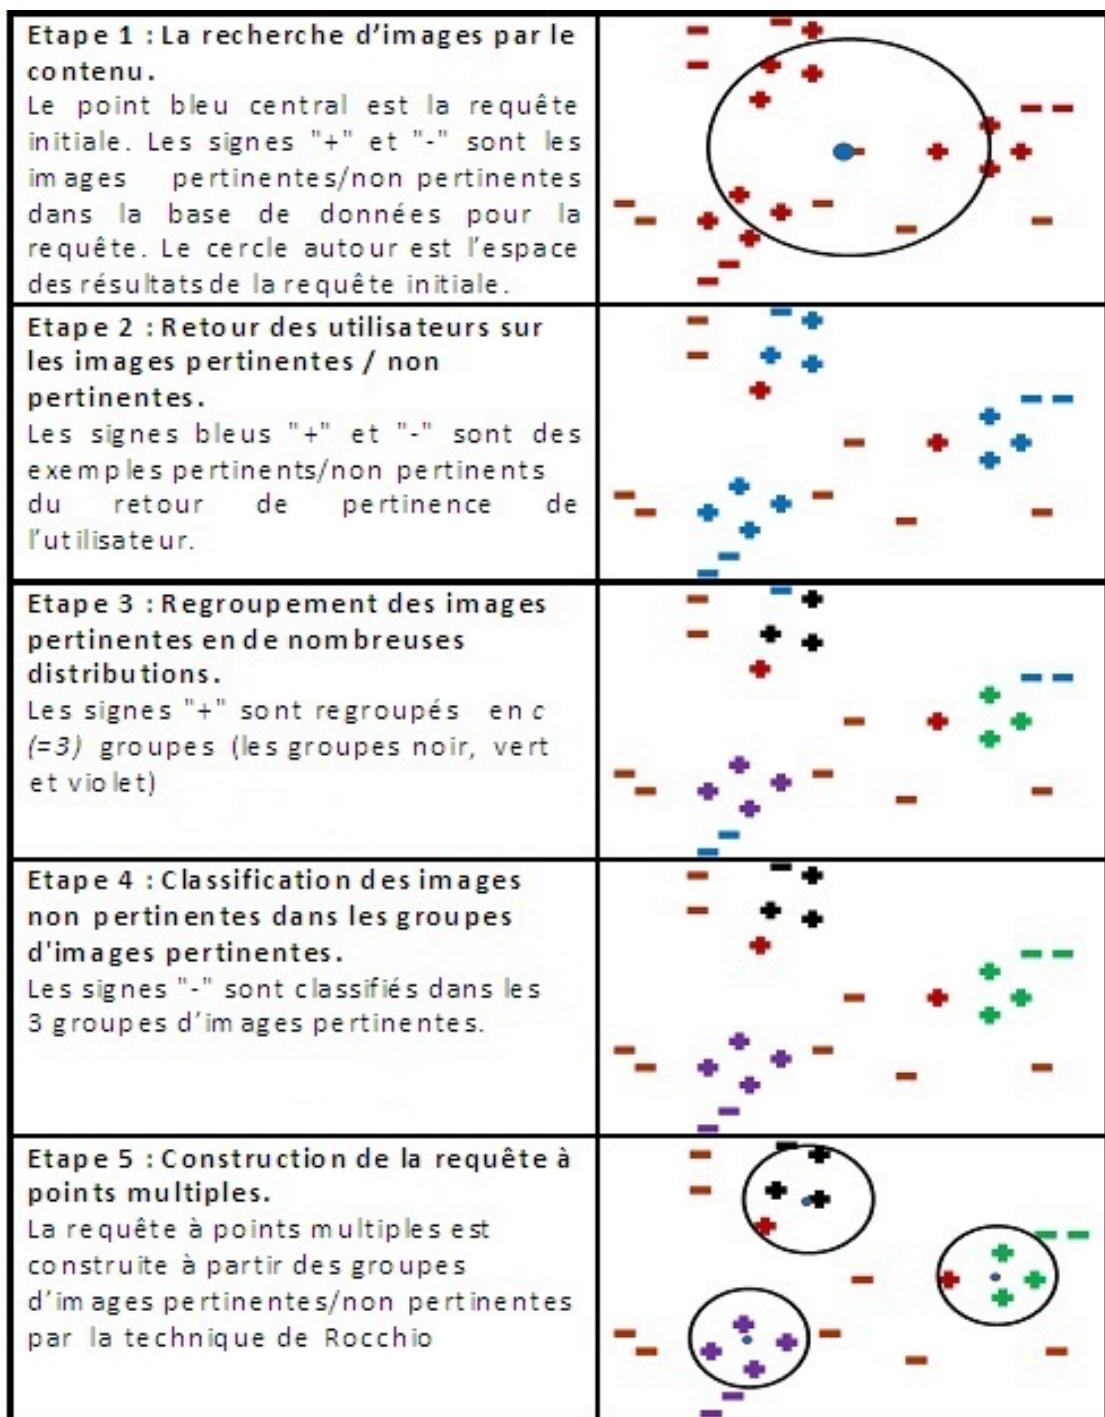 Etape 1 : La recherche d'images par le
contenu.
Le point bleu central est la requête
initiale. Les signes "+" et "-" sont les
images pertinentes/non pertinentes
dans la base de données pour la
requête. Le cercle autour est l'espace
des résultats de la requête initiale.
Etape 2 : Retour des utilisateurs sur
les images pertinentes / non
pertinentes.
Les signes bleus "+" et "-" sont des
exemples pertinents/non pertinents
du retour de pertinence de
l'utilisateur.
Etape 3 : Regroupement des images
pertinentes en de nombreuses
distributions.
Les signes "+" sont regroupés en c
(=3) groupes (les groupes noir, vert
et violet)
Etape 4 : Classification des images
non pertinentes dans les groupes
d'images pertinentes.
Les signes "-" sont classifiés dans les
3 groupes d'images pertinentes.
Etape 5 : Construction de la requête à
points multiples.
La requête à points multiples est
construite à partir des groupes
d'images pertinentes/non pertinentes
par la technique de Rocchio